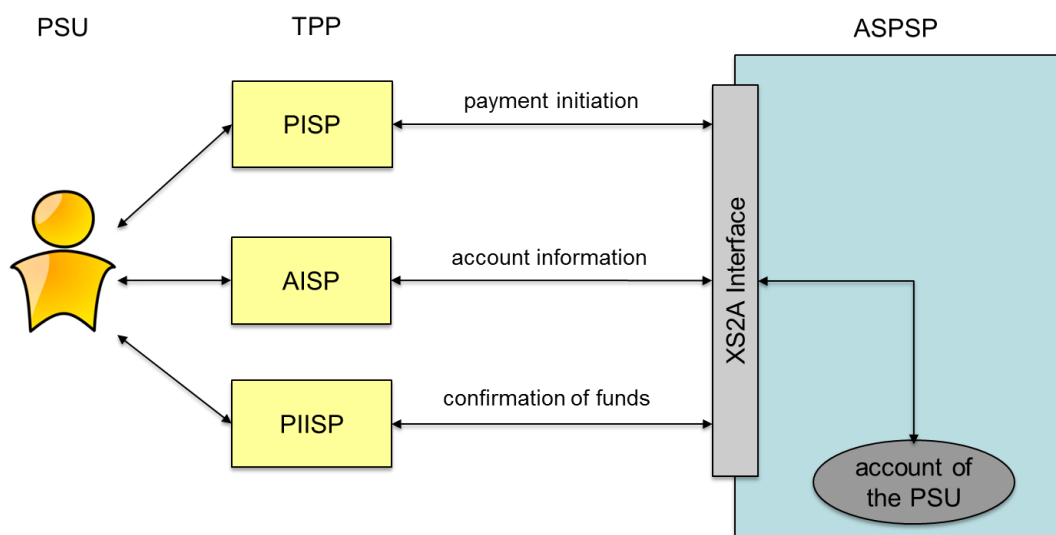 PSU
TPP
ASPSP
PISP
payment initiation
AISP
account information
XS2A Interface
PIISP
confirmation of funds
account of
the PSU